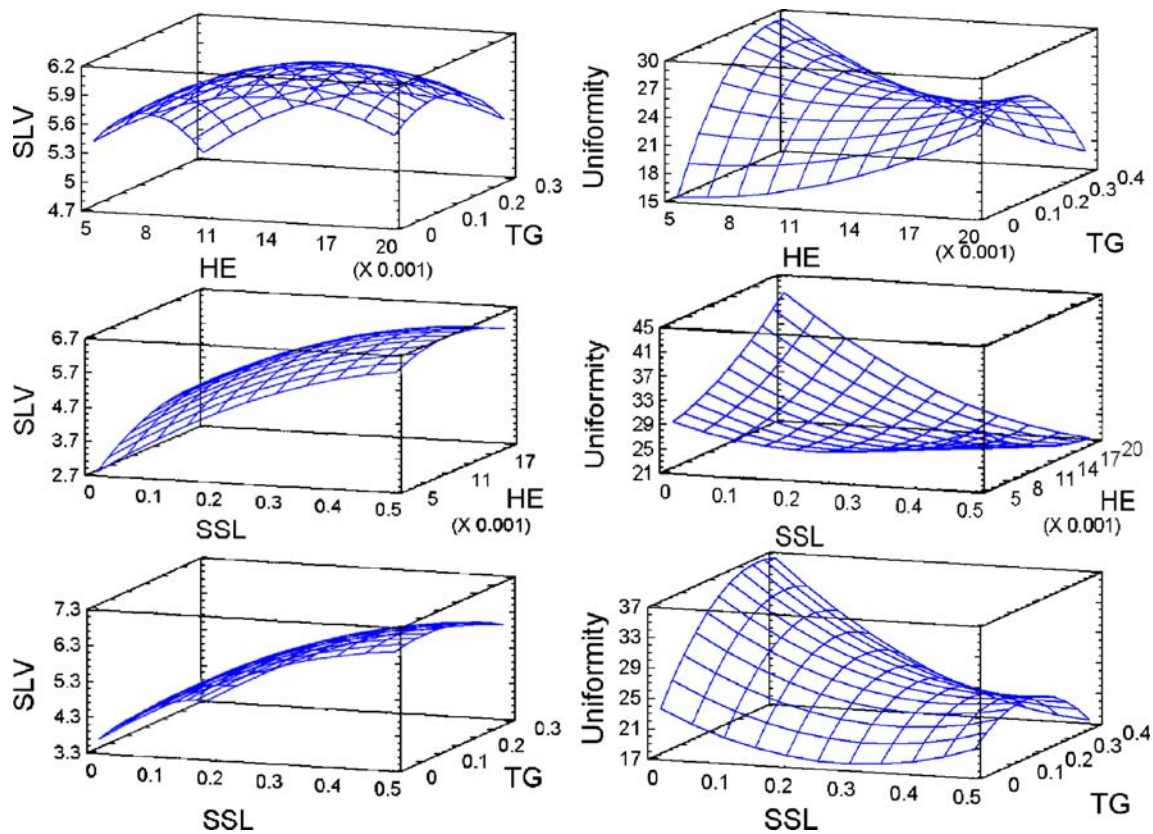 6.2
5.9
5.6
5.3
5
4.7
SLV
5 8 11 14 17 20
HE
(X 0.001)
0 0.1 0.2 0.3
TG
30
27
24
21
18
15
Uniformity
5 8 11 14 17 20
HE
(X 0.001)
0 0.1 0.2 0.3 0.4
TG
6.7
5.7
4.7
3.7
2.7
SLV
0 0.1 0.2 0.3 0.4 0.5
SSL
5 11 17
HE
(X 0.001)
45
41
37
33
29
25
21
Uniformity
0 0.1 0.2 0.3 0.4 0.5
SSL
5 8 11 14 17 20
HE
(X 0.001)
7.3
6.3
5.3
4.3
3.3
SLV
0 0.1 0.2 0.3 0.4 0.5
SSL
0 0.1 0.2 0.3
TG
37
33
29
25
21
17
Uniformity
0 0.1 0.2 0.3 0.4 0.5
SSL
0 0.1 0.2 0.3 0.4
TG